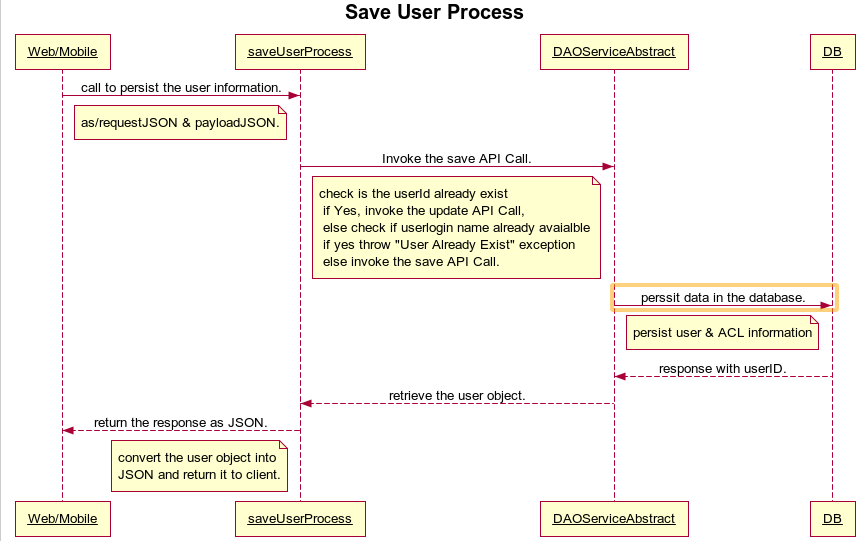 Save User Process
Web/Mobile
saveUserProcess
DAOServiceAbstract
DB
call to persist the user information.
as/requestJSON & payloadJSON.
Invoke the save API Call.
check is the userId already exist
if Yes, invoke the update API Call,
else check if userlogin name already avaialble
if yes throw "User Already Exist" exception
else invoke the save API Call.
perssit data in the database.
persist user & ACL information
response with userID.
retrieve the user object.
return the response as JSON.
convert the user object into
JSON and return it to client.
Web/Mobile
saveUserProcess
DAOServiceAbstract
DB